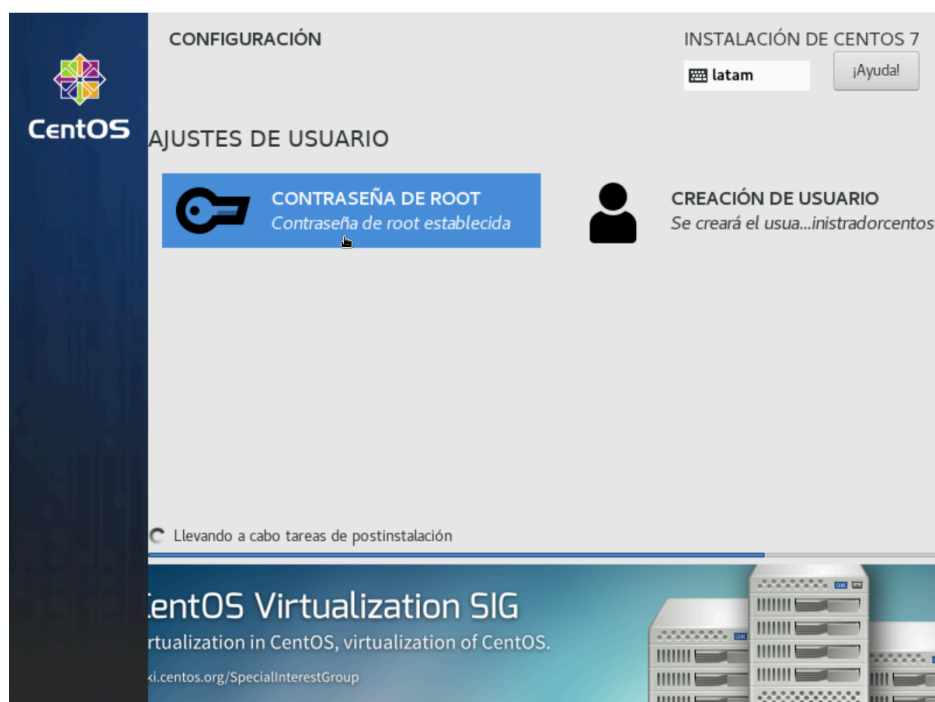 CONFIGURACIÓN
INSTALACIÓN DE CENTOS 7
latam
¡Ayuda!
CentOS
AJUSTES DE USUARIO
CONTRASEÑA DE ROOT
Contraseña de root establecida
CREACIÓN DE USUARIO
Se creará el usua...inistradorcentos
Llevando a cabo tareas de postinstalación
entOS Virtualization SIG
rtualization in CentOS, virtualization of CentOS.
ki.centos.org/SpecialInterestGroup